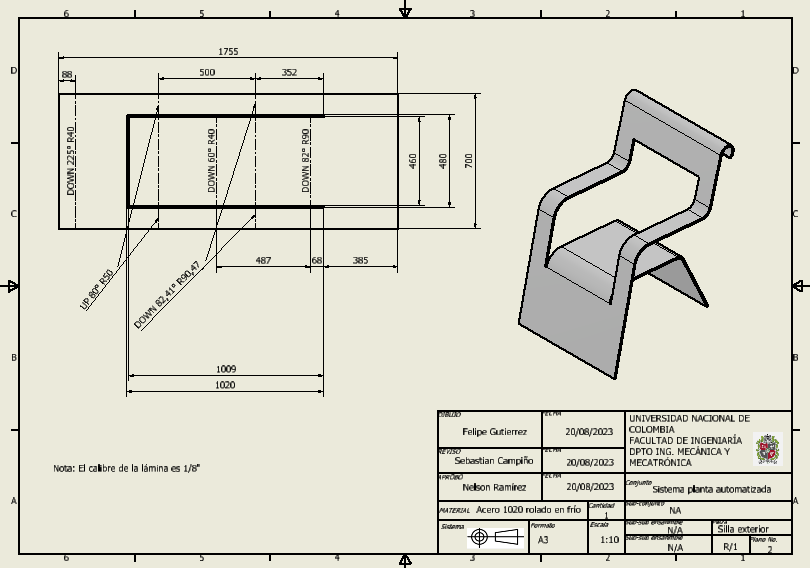 6 5 4 3 2 1
D
C
B
A
D
C
B
A
1755
88
500
352
DOWN 225° R40
DOWN 60° R40
DOWN 82° R90
460
480
700
487
68
385
UP 80° R50
DOWN 82,41° R90,47
1009
1020
Nota: El calibre de la lámina es 1/8"
DIBUJO
Felipe Gutierrez
FECHA
20/08/2023
REVISO
Sebastian Campiño
FECHA
20/08/2023
APROBO
Nelson Ramírez
FECHA
20/08/2023
UNIVERSIDAD NACIONAL DE
COLOMBIA
FACULTAD DE INGENIARÍA
DPTO ING. MECÁNICA Y
MECATRÓNICA
Conjunto
Sistema planta automatizada
MATERIAL Acero 1020 rolado en frío
Cantidad
1
Sub-conjunto
NA
Sistema
Formato
A3
Escala
1:10
Sub-sub ensamble
N/A
Sub-sub ensamble
N/A
Silla exterior
R/1
Plano No.
2
6 5 4 3 2 1